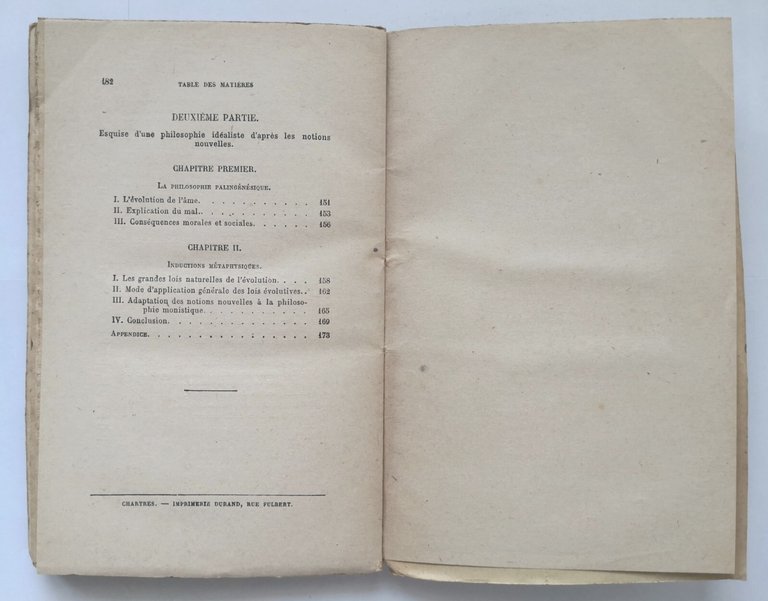 182 TABLE DES MATIÈRES
DEUXIÈME PARTIE.
Esquise d'une philosophie idéaliste d'après les notions
nouvelles.
CHAPITRE PREMIER.
LA PHILOSOPHIE PALINGÉNÉSIQUE.
I. L'évolution de l'âme. . . . . . . . . . . 151
II. Explication du mal. . . . . . . . . . . 153
III. Conséquences morales et sociales. . . . . . 156
CHAPITRE II.
INDUCTIONS MÉTAPHYSIQUES.
I. Les grandes lois naturelles de l'évolution. . . . 158
II. Mode d'application générale des lois évolutives. . 162
III. Adaptation des notions nouvelles à la philoso-
phie monistique. . . . . . . . . . . 165
IV. Conclusion. . . . . . . . . . . . . 169
APPENDICE. . . . . . . . . . . . . . 173
CHARTRES. — IMPRIMERIE DURAND, RUE FULBERT.